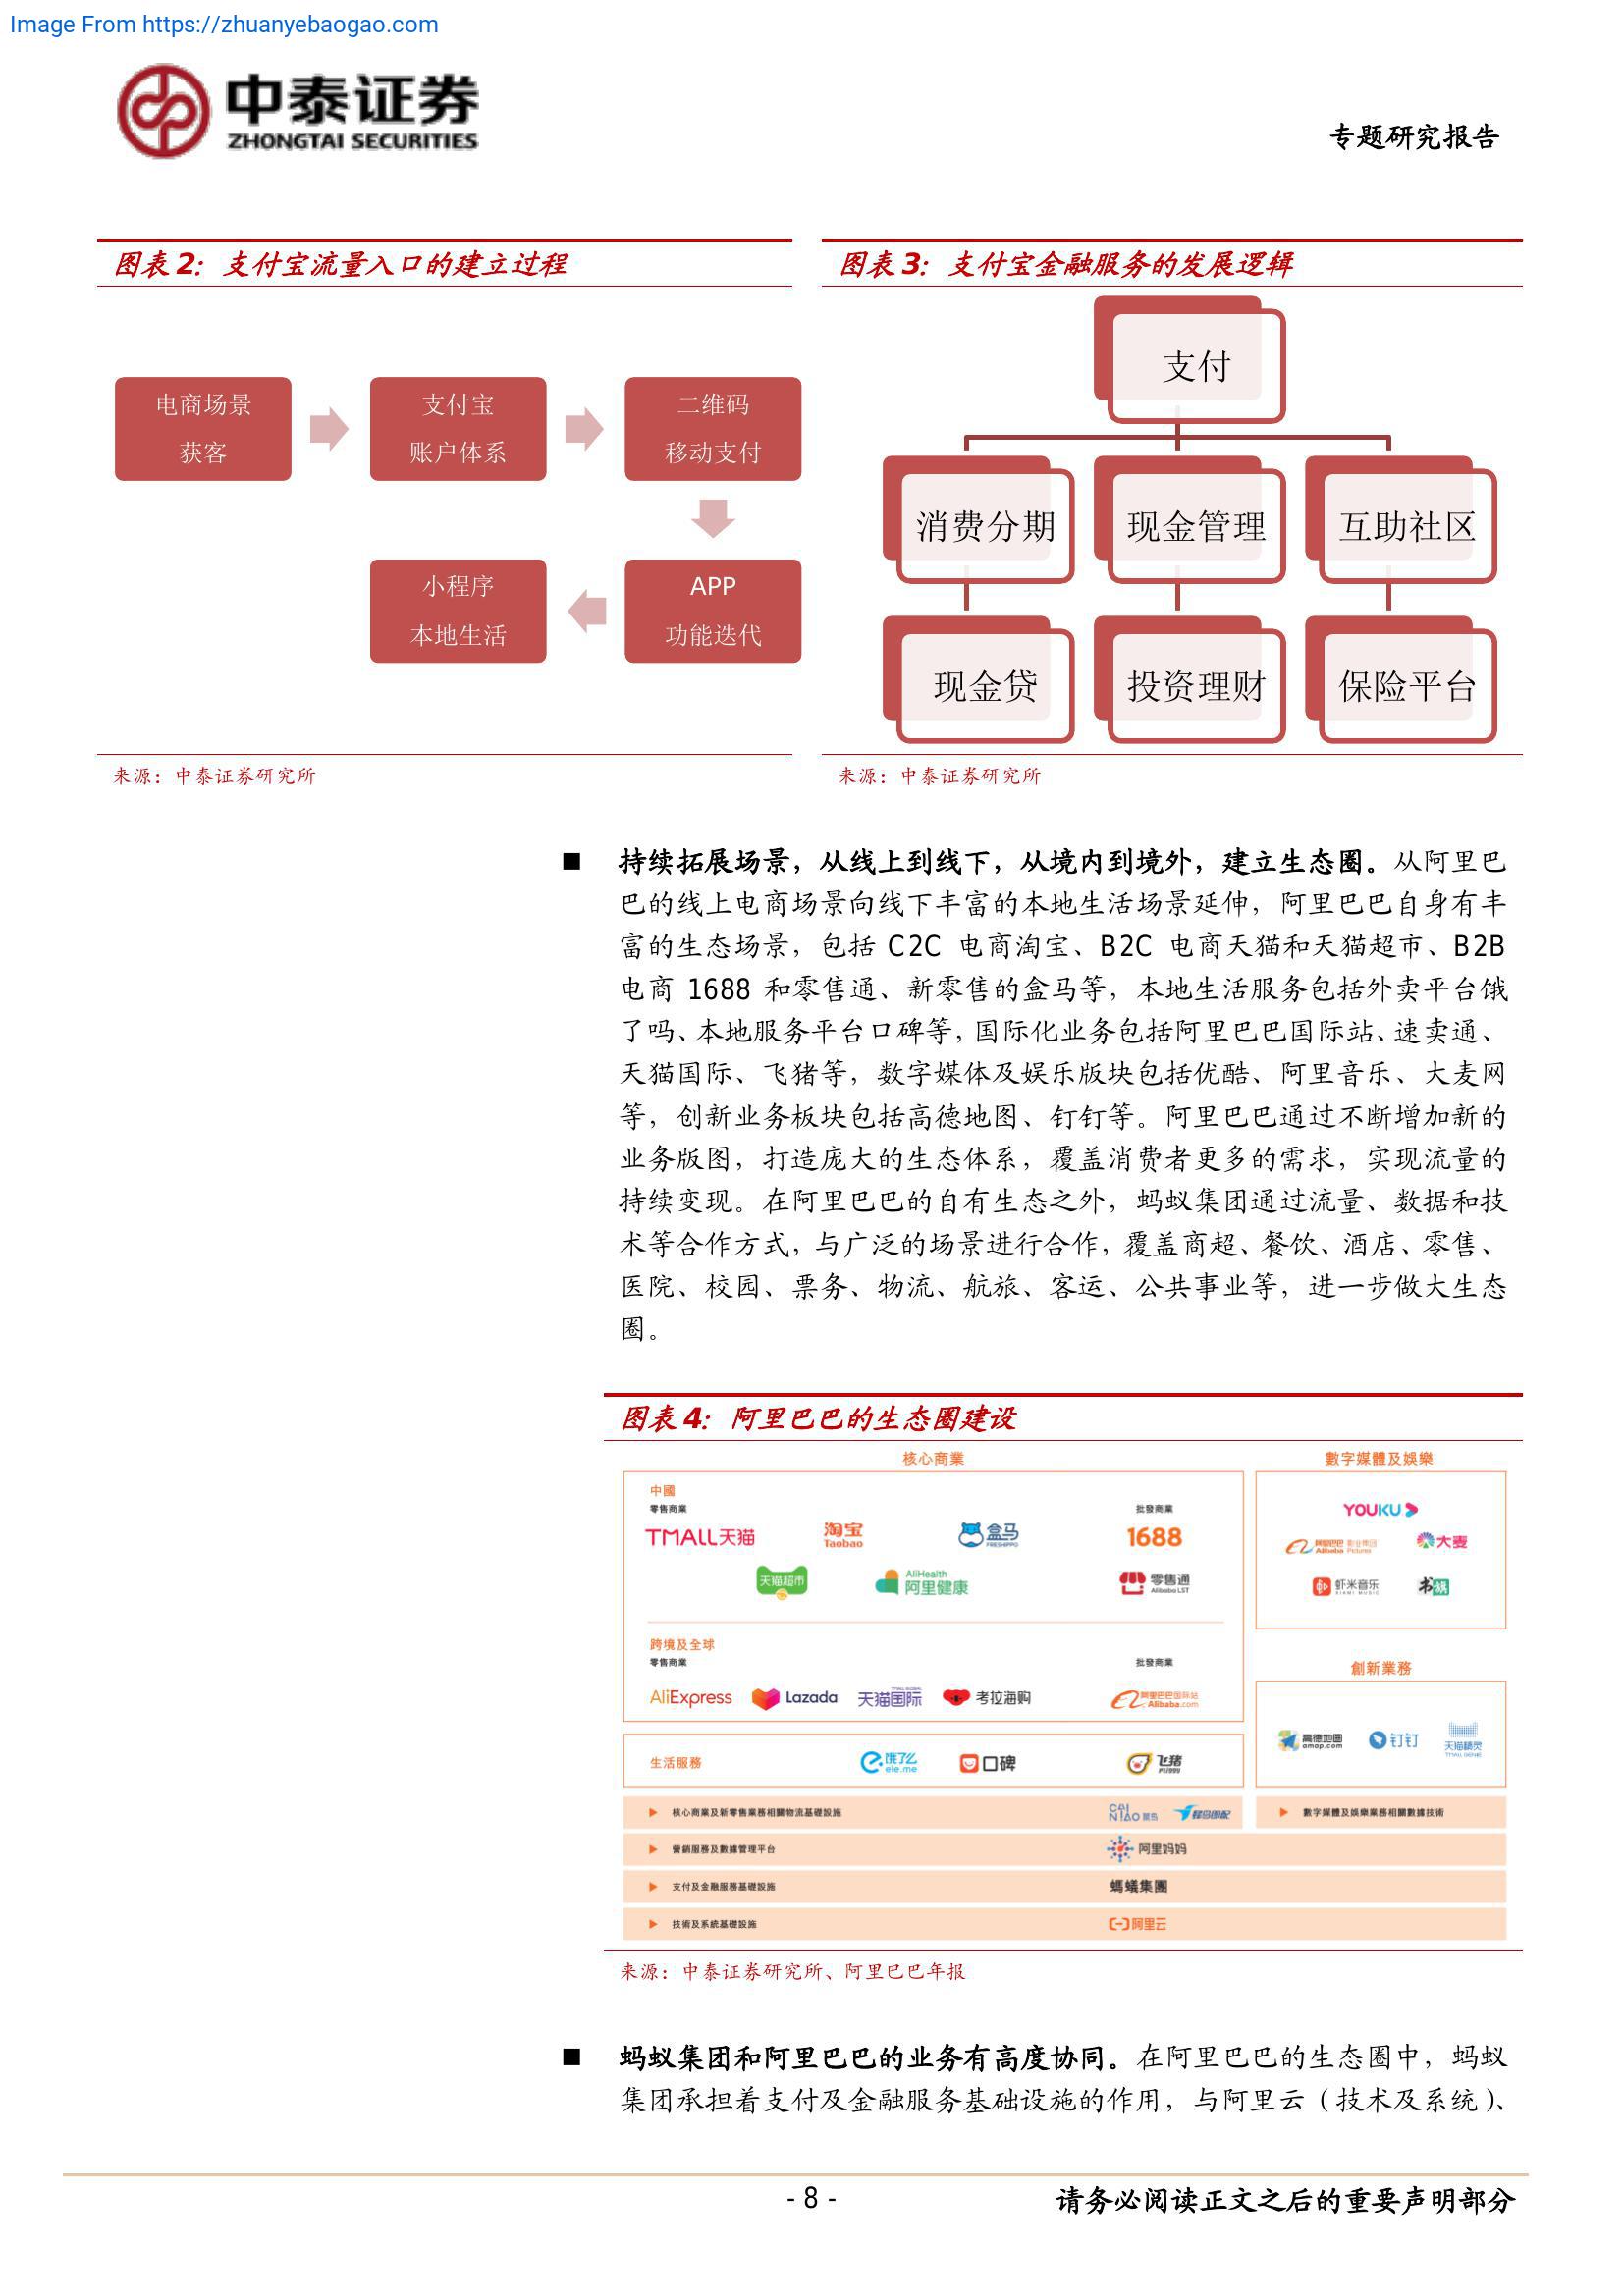 Image From https://zhuanyebaogao.com
中泰证券
ZHONGTAI SECURITIES
专题研究报告
图表2：支付宝流量入口的建立过程
电商场景
获客
支付宝
账户体系
二维码
移动支付
小程序
本地生活
APP
功能迭代
来源：中泰证券研究所
图表3：支付宝金融服务的发展逻辑
支付
消费分期
现金管理
互助社区
现金贷
投资理财
保险平台
来源：中泰证券研究所
■ 持续拓展场景，从线上到线下，从境内到境外，建立生态圈。从阿里巴
巴的线上电商场景向线下丰富的本地生活场景延伸，阿里巴巴自身有丰
富的生态场景，包括 C2C 电商淘宝、B2C 电商天猫和天猫超市、B2B
电商 1688 和零售通、新零售的盒马等，本地生活服务包括外卖平台饿
了吗、本地服务平台口碑等，国际化业务包括阿里巴巴国际站、速卖通、
天猫国际、飞猪等，数字媒体及娱乐版块包括优酷、阿里音乐、大麦网
等，创新业务板块包括高德地图、钉钉等。阿里巴巴通过不断增加新的
业务版图，打造庞大的生态体系，覆盖消费者更多的需求，实现流量的
持续变现。在阿里巴巴的自有生态之外，蚂蚁集团通过流量、数据和技
术等合作方式，与广泛的场景进行合作，覆盖商超、餐饮、酒店、零售、
医院、校园、票务、物流、航旅、客运、公共事业等，进一步做大生态
圈。
图表4：阿里巴巴的生态圈建设
核心商業
中國
零售商業
批發商業
TMALL天猫
淘宝
Taobao
盒马
FRESHIPPO
1688
天猫超市
AliHealth
阿里健康
零售通
Alibaba LST
跨境及全球
零售商業
批發商業
AliExpress
Lazada
天猫国际
TMALL GLOBAL
考拉海购
阿里巴巴国际站
Alibaba.com
生活服務
饿了么
ele.me
口碑
飞猪
Fliggy
數字媒體及娛樂
YOUKU
阿里巴巴影业集团
Alibaba Pictures
大麦
虾米音乐
XIAMI MUSIC
书旗
創新業務
高德地图
amap.com
钉钉
天猫精灵
TMALL GENIE
核心商業及新零售業務相關物流基礎設施
CAINIAO 菜鸟
蜂鸟即配
數字媒體及娛樂業務相關數據技術
營銷服務及數據管理平台
阿里妈妈
支付及金融服務基礎設施
螞蟻集團
技術及系統基礎設施
阿里云
来源：中泰证券研究所、阿里巴巴年报
■ 蚂蚁集团和阿里巴巴的业务有高度协同。在阿里巴巴的生态圈中，蚂蚁
集团承担着支付及金融服务基础设施的作用，与阿里云（技术及系统）、
- 8 -
请务必阅读正文之后的重要声明部分